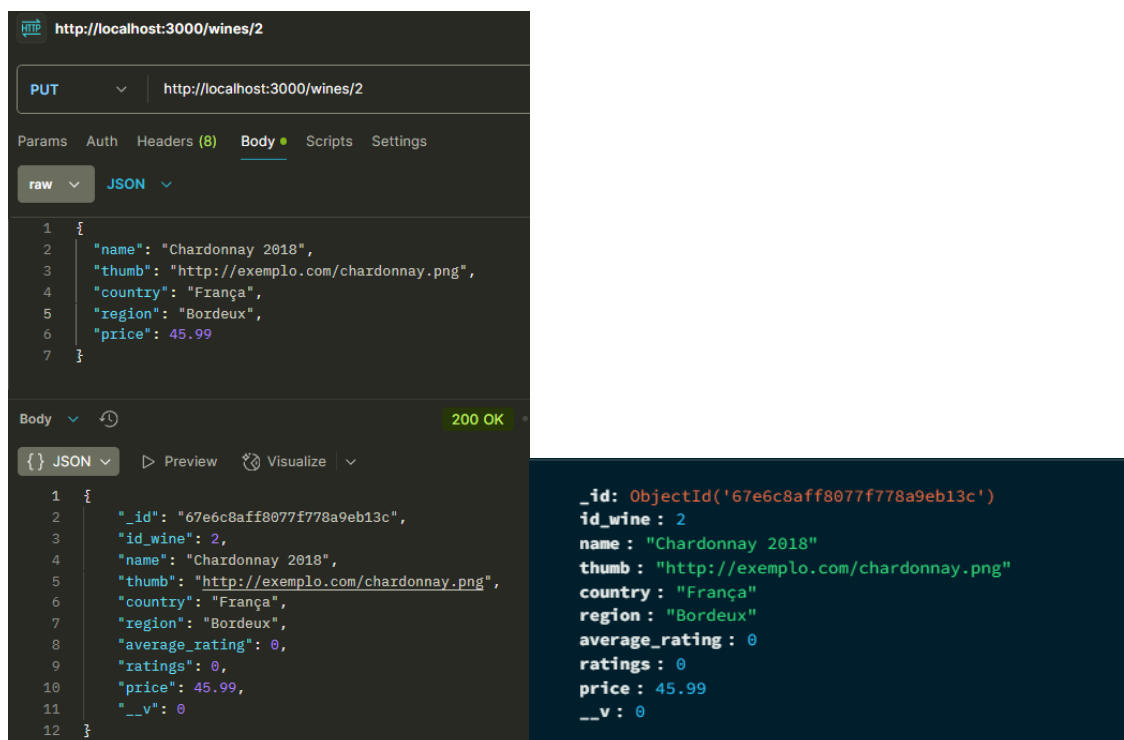 HTTP http://localhost:3000/wines/2
PUT http://localhost:3000/wines/2
Params Auth Headers (8) Body Scripts Settings
raw JSON
1 {
2 "name": "Chardonnay 2018",
3 "thumb": "http://exemplo.com/chardonnay.png",
4 "country": "França",
5 "region": "Bordeux",
6 "price": 45.99
7 }
Body 200 OK
{} JSON Preview Visualize
1 {
2 "_id": "67e6c8aff8077f778a9eb13c",
3 "id_wine": 2,
4 "name": "Chardonnay 2018",
5 "thumb": "http://exemplo.com/chardonnay.png",
6 "country": "França",
7 "region": "Bordeux",
8 "average_rating": 0,
9 "ratings": 0,
10 "price": 45.99,
11 "__v": 0
12 }
_id: ObjectId('67e6c8aff8077f778a9eb13c')
id_wine : 2
name : "Chardonnay 2018"
thumb : "http://exemplo.com/chardonnay.png"
country : "França"
region : "Bordeux"
average_rating : 0
ratings : 0
price : 45.99
__v : 0